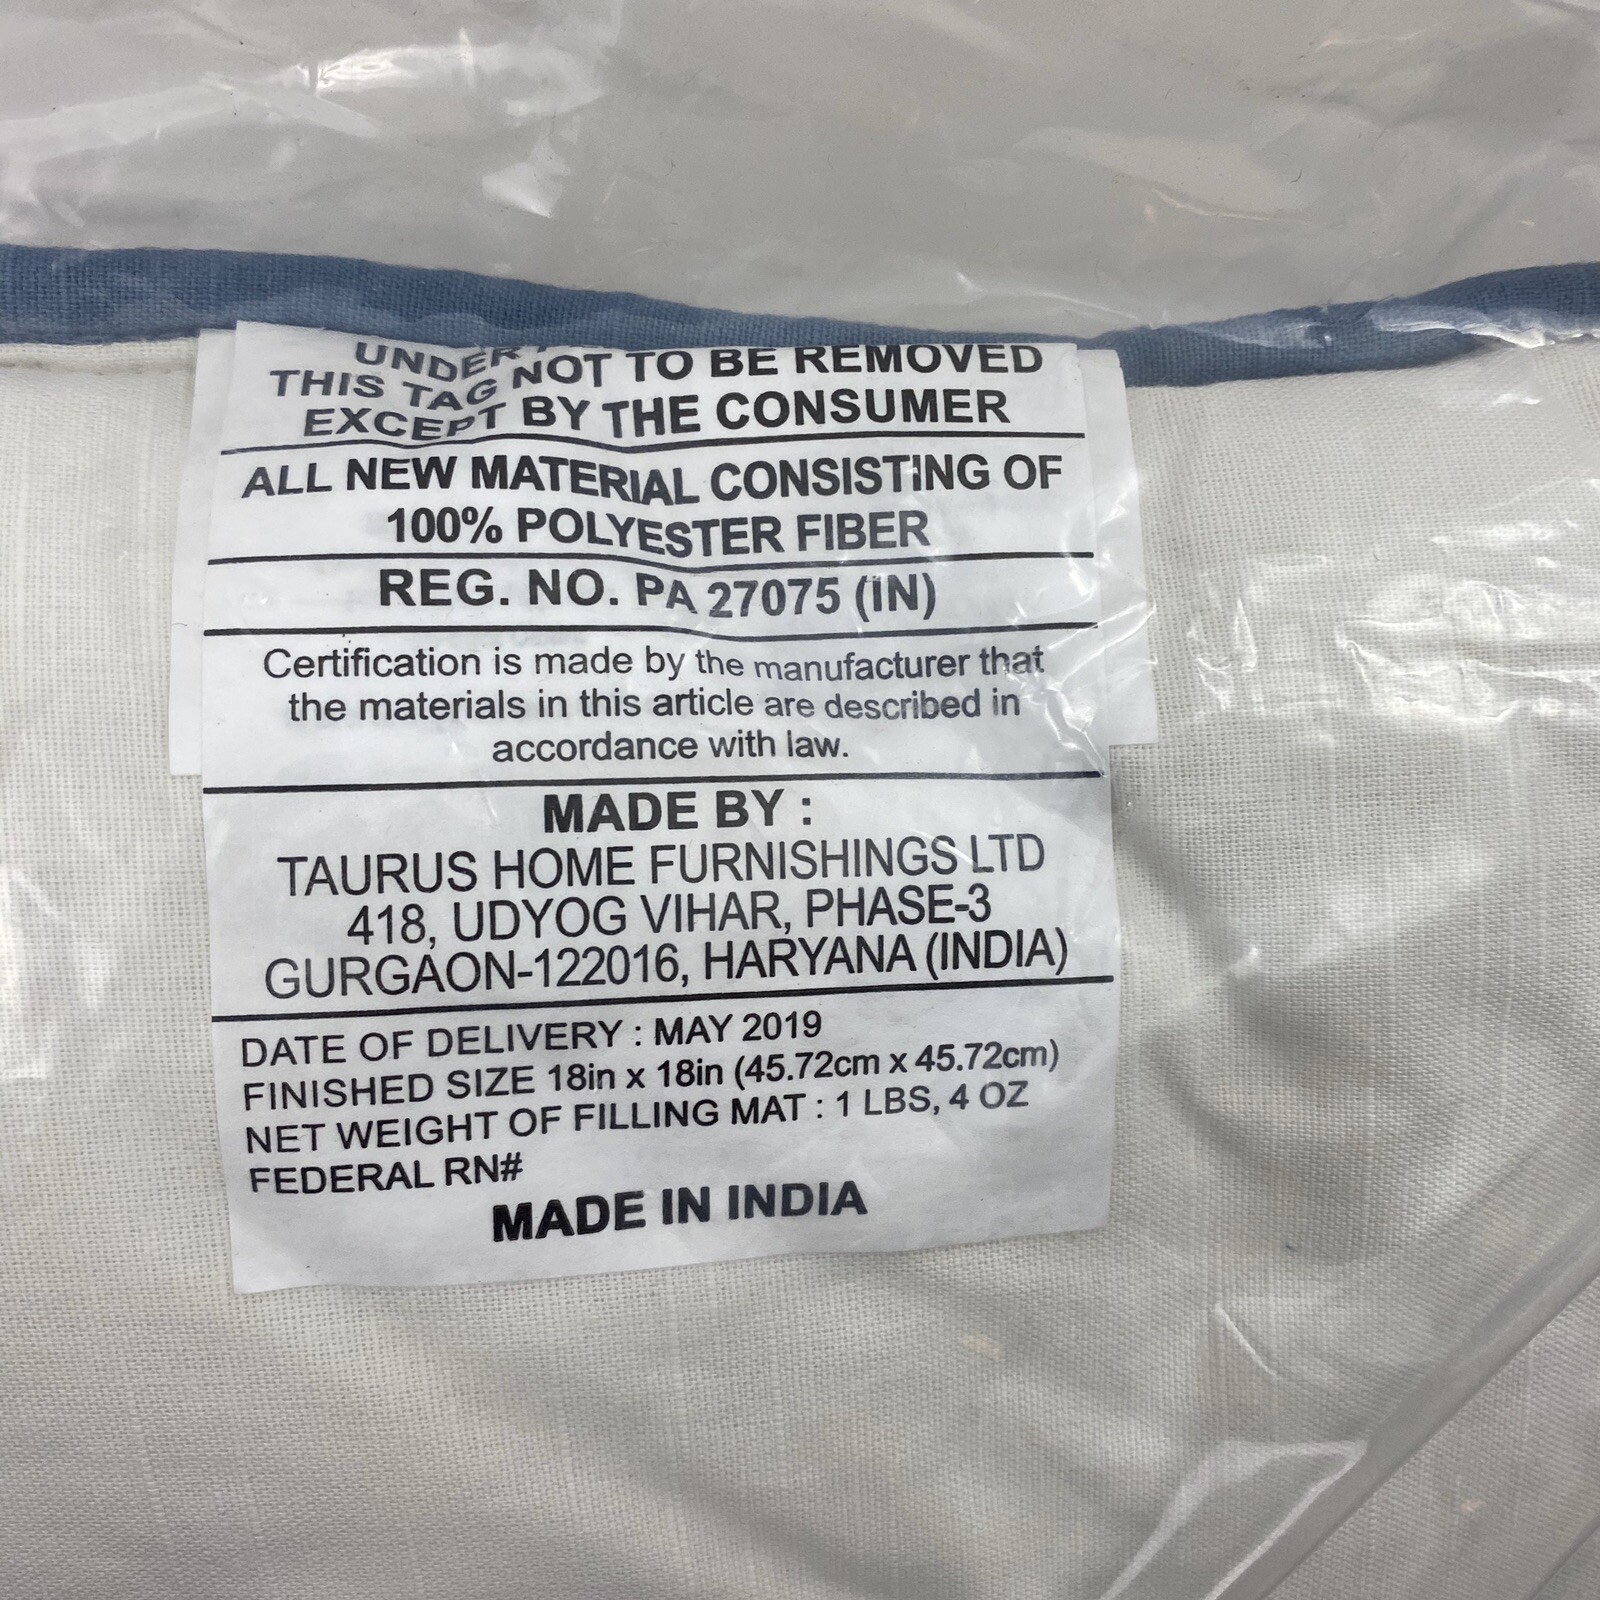 UNDER
THIS TAG NOT TO BE REMOVED
EXCEPT BY THE CONSUMER
ALL NEW MATERIAL CONSISTING OF
100% POLYESTER FIBER
REG. NO. PA 27075 (IN)
Certification is made by the manufacturer that
the materials in this article are described in
accordance with law.
MADE BY :
TAURUS HOME FURNISHINGS LTD
418, UDYOG VIHAR, PHASE-3
GURGAON-122016, HARYANA (INDIA)
DATE OF DELIVERY : MAY 2019
FINISHED SIZE 18in x 18in (45.72cm x 45.72cm)
NET WEIGHT OF FILLING MAT : 1 LBS, 4 OZ
FEDERAL RN#
MADE IN INDIA